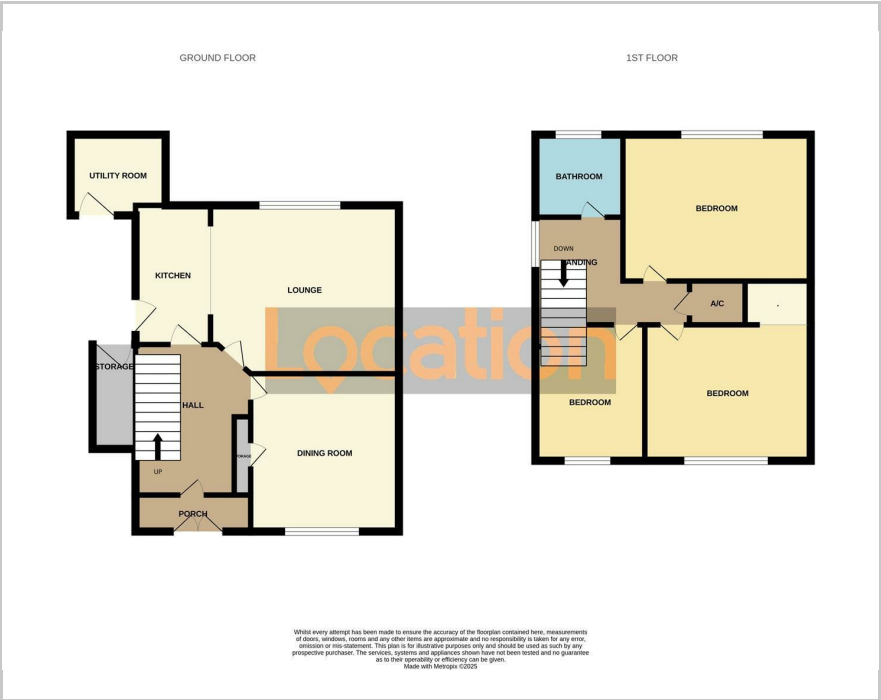 GROUND FLOOR
1ST FLOOR
UTILITY ROOM
BATHROOM
BEDROOM
DOWN
LANDING
KITCHEN
LOUNGE
A/C
Location
STORAGE
HALL
BEDROOM
BEDROOM
STORAGE
DINING ROOM
UP
PORCH
Whilst every attempt has been made to ensure the accuracy of the floorplan contained here, measurements
of doors, windows, rooms and any other items are approximate and no responsibility is taken for any error,
omission or mis-statement. This plan is for illustrative purposes only and should be used as such by any
prospective purchaser. The services, systems and appliances shown have not been tested and no guarantee
as to their operability or efficiency can be given.
Made with Metropix ©2025